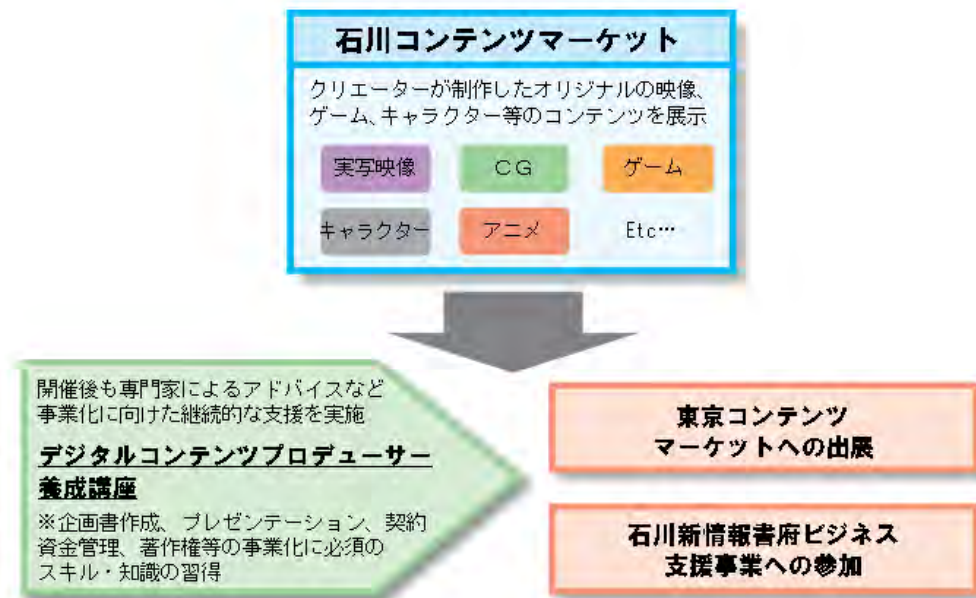 石川コンテンツマーケット
クリエーターが制作したオリジナルの映像、
ゲーム、キャラクター等のコンテンツを展示
実写映像
CG
ゲーム
キャラクター
アニメ
Etc…
開催後も専門家によるアドバイスなど
事業化に向けた継続的な支援を実施
デジタルコンテンツプロデューサー
養成講座
※企画書作成、プレゼンテーション、契約
資金管理、著作権等の事業化に必須の
スキル・知識の習得
東京コンテンツ
マーケットへの出展
石川新情報書府ビジネス
支援事業への参加